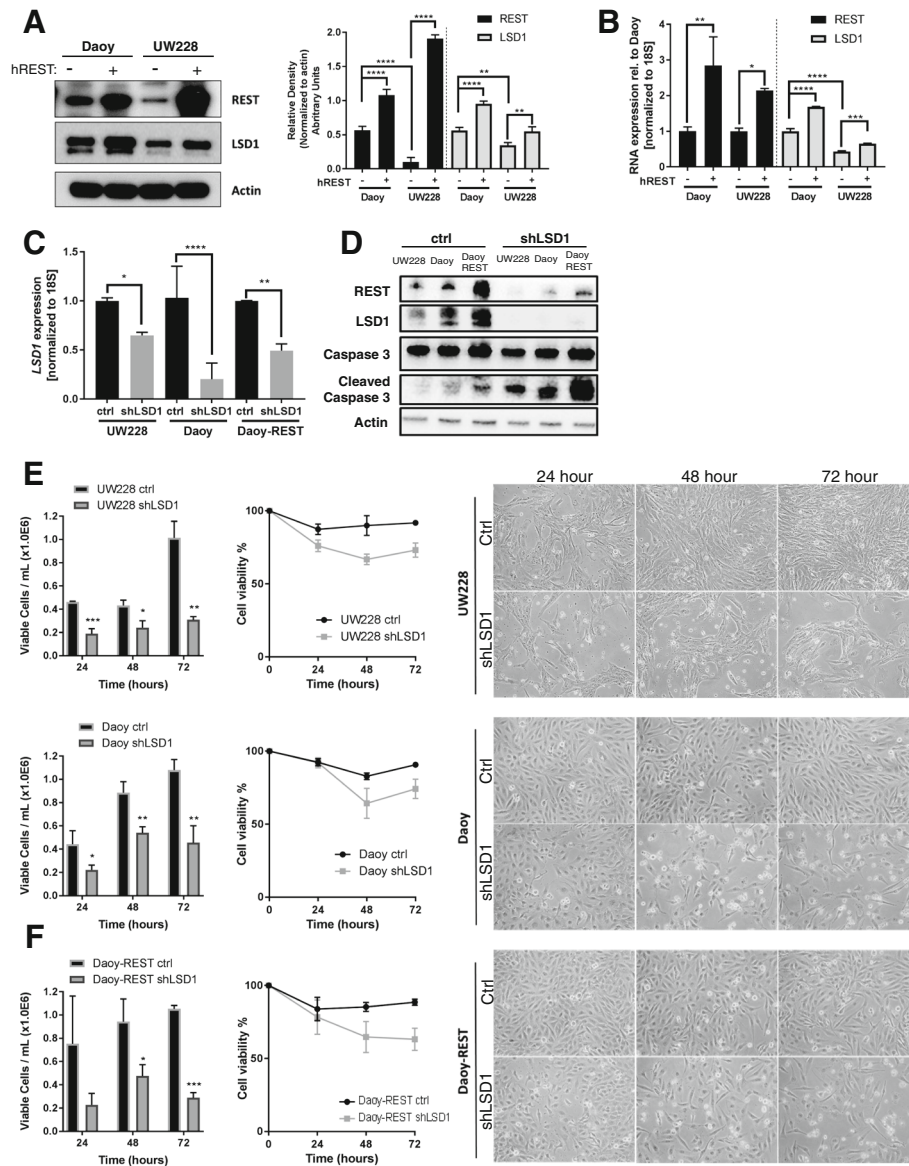 A
Daoy UW228
hREST: - + - +
REST
LSD1
Actin
Relative Density
(Normalized to actin)
Abritrary Units
2.0
1.5
1.0
0.5
0.0
**** **** **** **** ** **
REST
LSD1
hREST - + - + - + - +
Daoy UW228 Daoy UW228
B
RNA expression rel. to Daoy
[normalized to 18S]
4
3
2
1
0
** * **** **** ***
REST
LSD1
hREST - + - + - + - +
Daoy UW228 Daoy UW228
C
LSD1 expression
[normalized to 18S]
1.5
1.0
0.5
0.0
* **** **
ctrl shLSD1 ctrl shLSD1 ctrl shLSD1
UW228 Daoy Daoy-REST
D
ctrl shLSD1
UW228 Daoy Daoy REST UW228 Daoy Daoy REST
REST
LSD1
Caspase 3
Cleaved
Caspase 3
Actin
E
UW228 ctrl
UW228 shLSD1
Viable Cells / mL (x1.0E6)
1.2
1.0
0.8
0.6
0.4
0.2
0.0
*** * **
24 48 72
Time (hours)
Cell viability %
100
50
0
UW228 ctrl
UW228 shLSD1
0 24 48 72
Time (hours)
24 hour 48 hour 72 hour
UW228
Ctrl
shLSD1
Daoy ctrl
Daoy shLSD1
Viable Cells / mL (x1.0E6)
1.2
1.0
0.8
0.6
0.4
0.2
0.0
* ** **
24 48 72
Time (hours)
Cell viability %
100
50
0
Daoy ctrl
Daoy shLSD1
0 24 48 72
Time (hours)
Daoy
Ctrl
shLSD1
F
Daoy-REST ctrl
Daoy-REST shLSD1
Viable Cells / mL (x1.0E6)
1.2
1.0
0.8
0.6
0.4
0.2
0.0
* ***
24 48 72
Time (hours)
Cell viability %
100
50
0
Daoy-REST ctrl
Daoy-REST shLSD1
0 24 48 72
Time (hours)
Daoy-REST
Ctrl
shLSD1